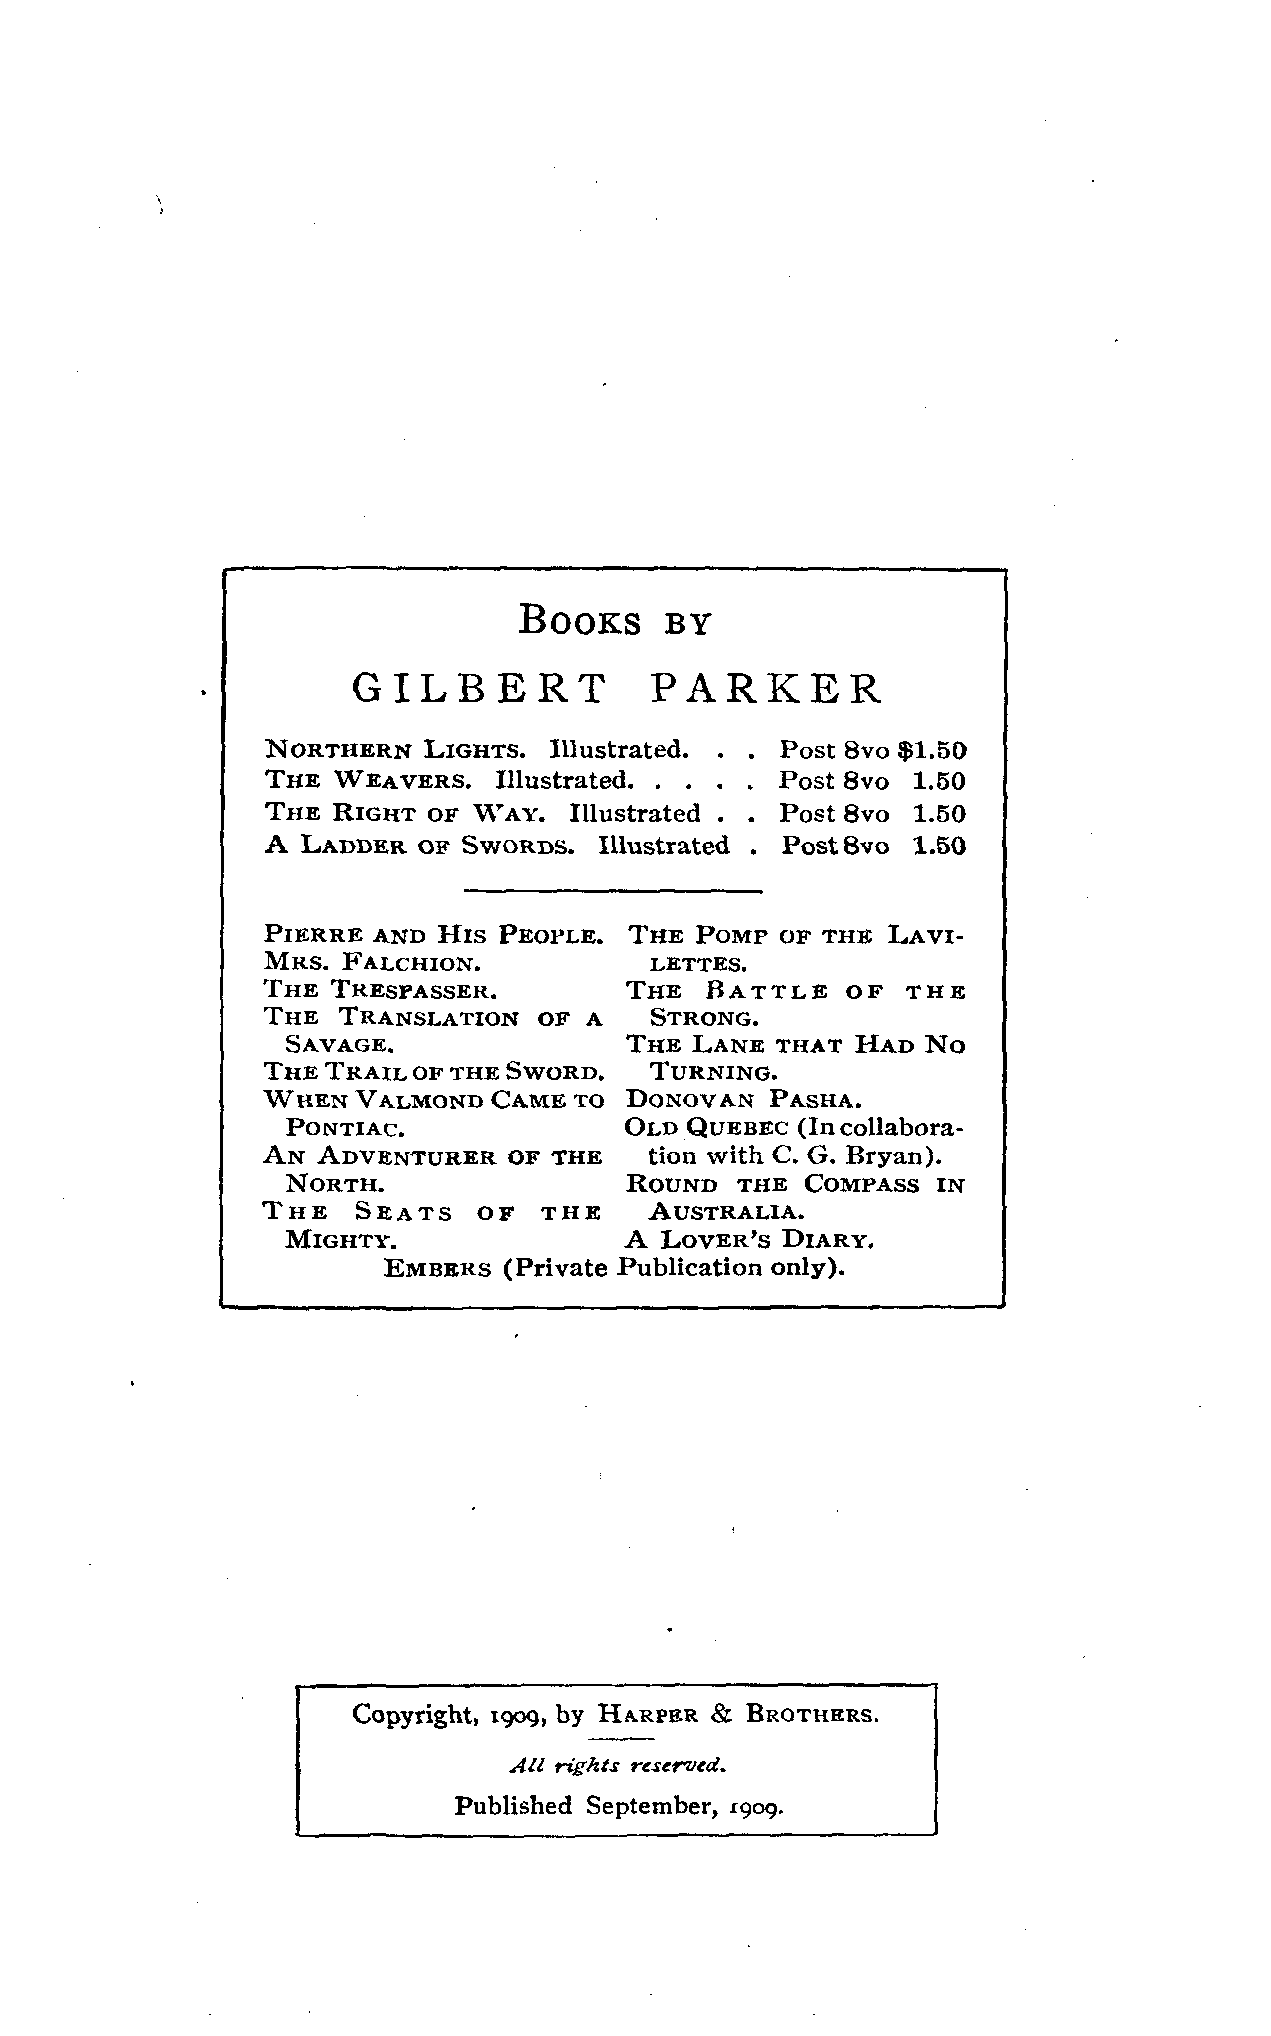 BOOKS BY
GILBERT PARKER
NORTHERN LIGHTS. Illustrated. . . Post 8vo $1.50
THE WEAVERS. Illustrated. . . . . Post 8vo 1.50
THE RIGHT OF WAY. Illustrated . . Post 8vo 1.50
A LADDER OF SWORDS. Illustrated . Post 8vo 1.50
PIERRE AND HIS PEOPLE.
MRS. FALCHION.
THE TRESPASSER.
THE TRANSLATION OF A
SAVAGE.
THE TRAIL OF THE SWORD.
WHEN VALMOND CAME TO
PONTIAC.
AN ADVENTURER OF THE
NORTH.
THE SEATS OF THE
MIGHTY.
THE POMP OF THE LAVI-
LETTES.
THE BATTLE OF THE
STRONG.
THE LANE THAT HAD NO
TURNING.
DONOVAN PASHA.
OLD QUEBEC (In collabora-
tion with C. G. Bryan).
ROUND THE COMPASS IN
AUSTRALIA.
A LOVER'S DIARY.
EMBERS (Private Publication only).
Copyright, 1909, by HARPER & BROTHERS.
All rights reserved.
Published September, 1909.